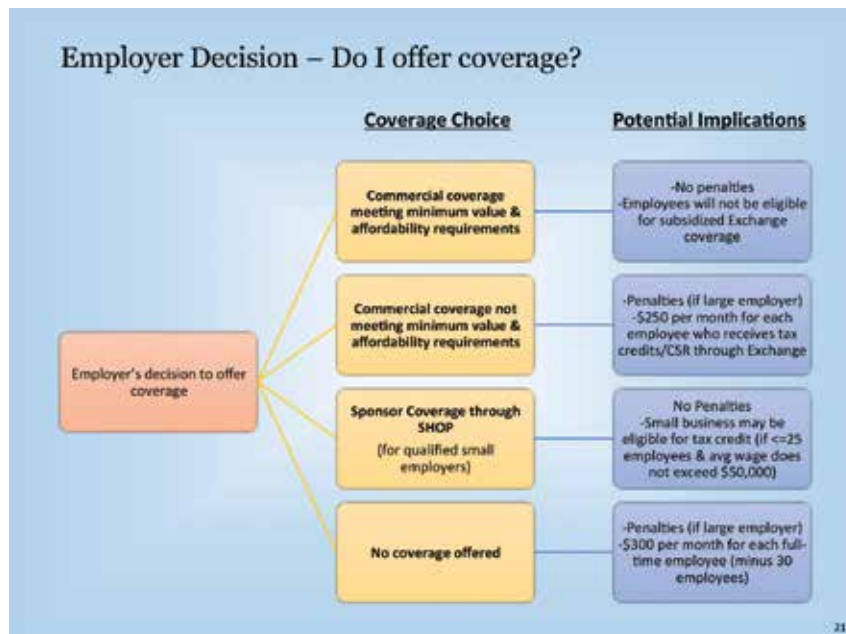 Employer Decision – Do I offer coverage?
Coverage Choice
Potential Implications
Employer's decision to offer
coverage
Commercial coverage
meeting minimum value &
affordability requirements
-No penalties
-Employees will not be eligible
for subsidized Exchange
coverage
Commercial coverage not
meeting minimum value &
affordability requirements
-Penalties (if large employer)
-$250 per month for each
employee who receives tax
credits/CSR through Exchange
Sponsor Coverage through
SHOP
(for qualified small
employers)
No Penalties
-Small business may be
eligible for tax credit (if <=25
employees & avg wage does
not exceed $50,000)
No coverage offered
-Penalties (if large employer)
-$300 per month for each full-
time employee (minus 30
employees)
21